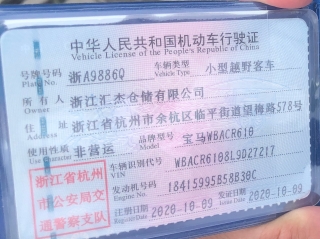 中华人民共和国机动车行驶证
Vehicle License of the People's Republic of China
号牌号码 浙A9886Q 车辆类型 小型越野客车
Plate No. Vehicle Type
所有人 浙江汇杰仓储有限公司
Owner
住址 浙江省杭州市余杭区临平街道望梅路578号
Address
使用性质 非营运 品牌型号 宝马WBACR610
Use Character Model
浙江省杭州市公安局交通警察支队
车辆识别代号 WBACR6108L9D27217
VIN
发动机号码 18415995B58B30C
Engine No.
注册日期 2020-10-09 发证日期 2020-10-09
Register Date Issue Date